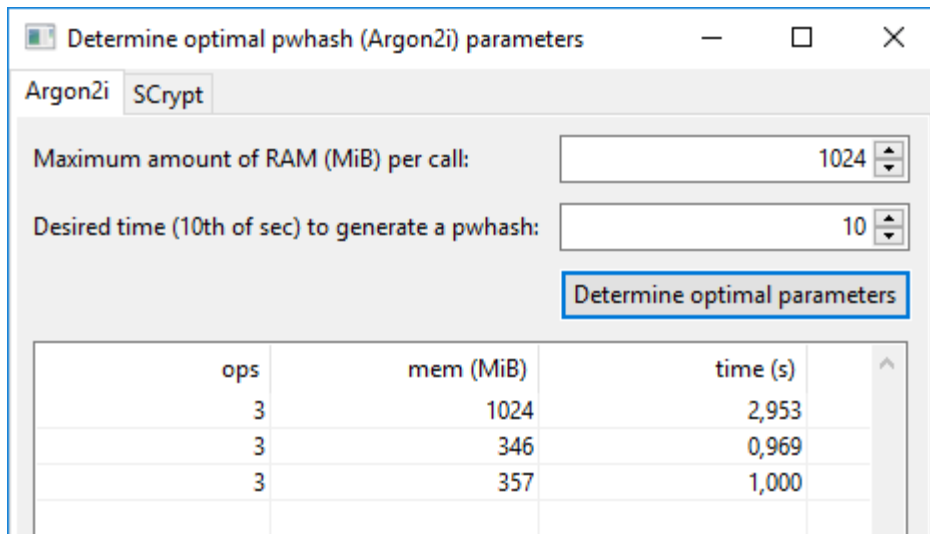 Determine optimal pwhash (Argon2i) parameters
Argon2i SCrypt
Maximum amount of RAM (MiB) per call: 1024
Desired time (10th of sec) to generate a pwhash: 10
Determine optimal parameters
ops mem (MiB) time (s)
3 1024 2,953
3 346 0,969
3 357 1,000